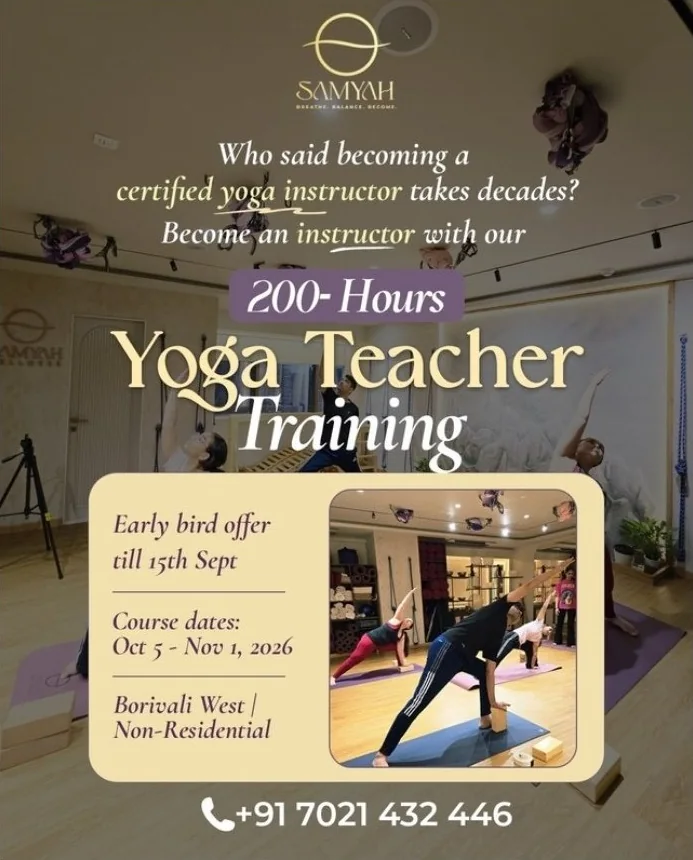 SAMYAH
BREATHE. BALANCE. BECOME.
Who said becoming a
certified yoga instructor takes decades?
Become an instructor with our
200-Hours
Yoga Teacher
Training
Early bird offer
till 15th Sept
Course dates:
Oct 5 - Nov 1, 2026
Borivali West |
Non-Residential
+91 7021 432 446